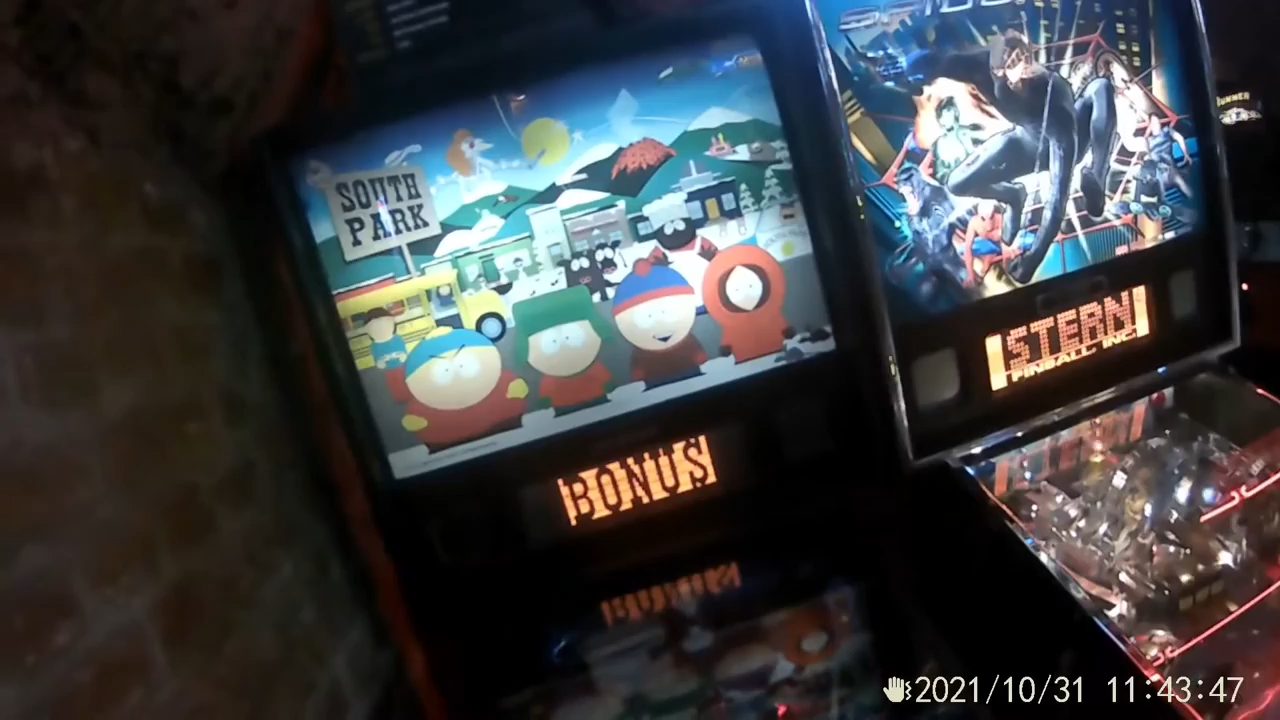 SOUTH
PARK
BONUS
STERN
PINBALL, INC.
2021/10/31 11:43:47